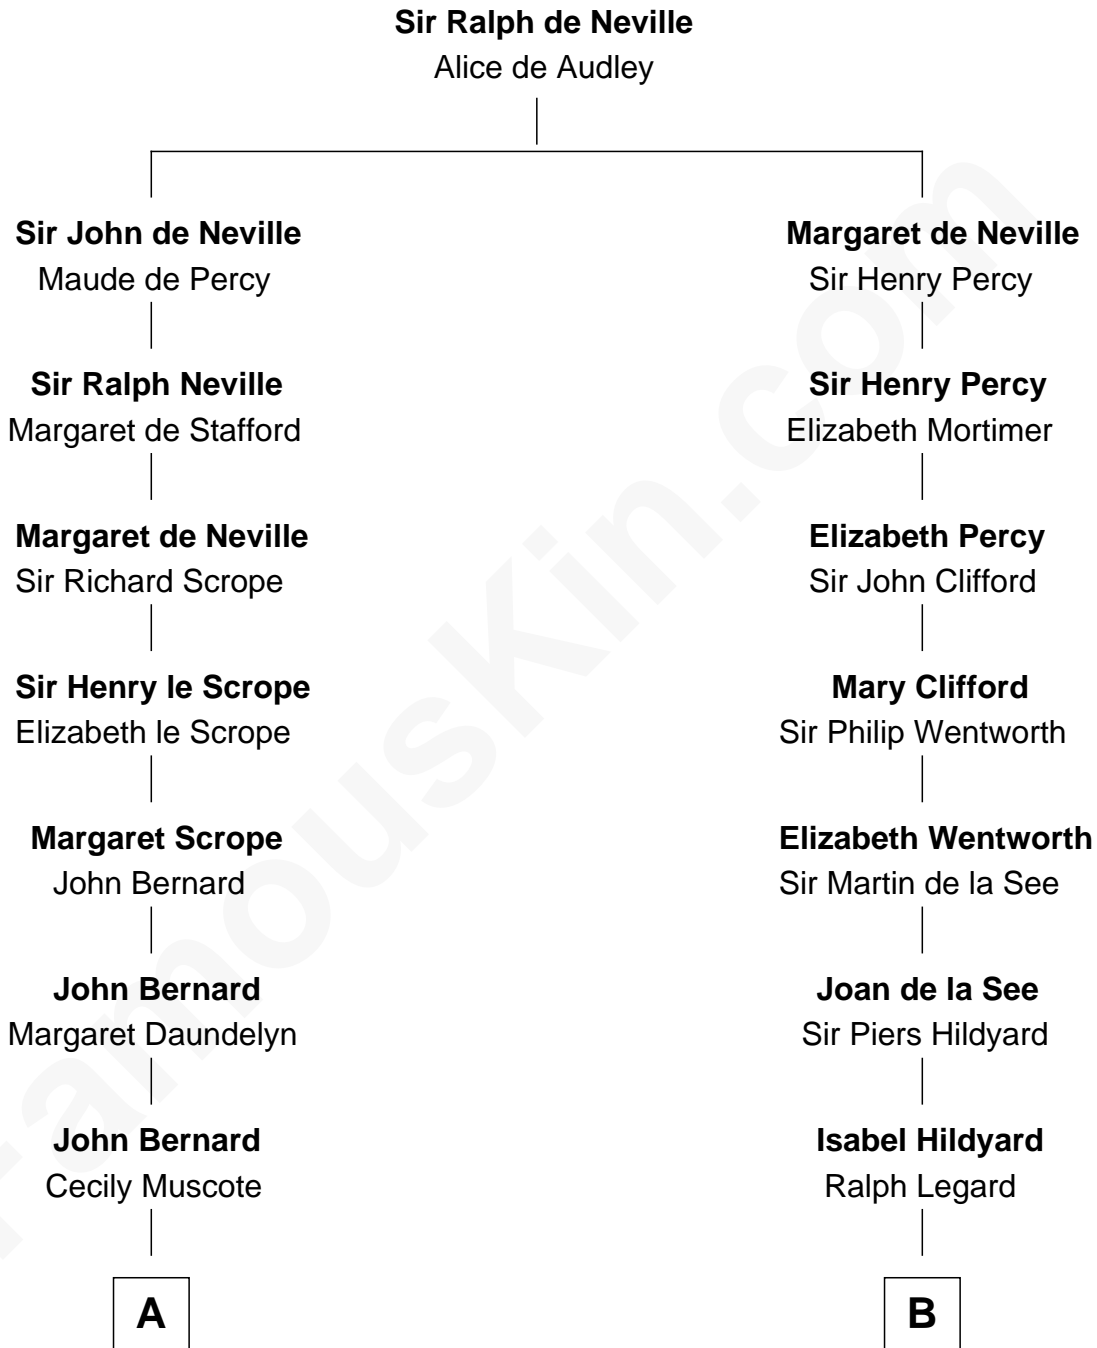 Sir Ralph de Neville
Alice de Audley
Sir John de Neville
Maude de Percy
Margaret de Neville
Sir Henry Percy
Sir Ralph Neville
Margaret de Stafford
Sir Henry Percy
Elizabeth Mortimer
Margaret de Neville
Sir Richard Scrope
Elizabeth Percy
Sir John Clifford
Sir Henry le Scrope
Elizabeth le Scrope
Mary Clifford
Sir Philip Wentworth
Margaret Scrope
John Bernard
Elizabeth Wentworth
Sir Martin de la See
John Bernard
Margaret Daundelyn
Joan de la See
Sir Piers Hildyard
John Bernard
Cecily Muscote
Isabel Hildyard
Ralph Legard
A
B
FamousKin.com